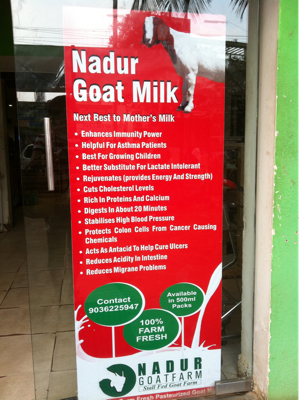 Nadur
Goat Milk
Next Best to Mother's Milk
• Enhances Immunity Power
• Helpful For Asthma Patients
• Best For Growing Children
• Better Substitute For Lactate Intolerant
• Rejuvenates (provides Energy And Strength)
• Cuts Cholesterol Levels
• Rich In Proteins And Calcium
• Digests In About 20 Minutes
• Stabilises High Blood Pressure
• Protects Colon Cells From Cancer Causing
Chemicals
• Acts As Antacid To Help Cure Ulcers
• Reduces Acidity In Intestine
• Reduces Migrane Problems
Contact
9036225947
Available
in 500ml
Packs
100%
FARM
FRESH
NADUR
GOATFARM
Stall Fed Goat Farm
Farm Fresh Pasteurized Goat